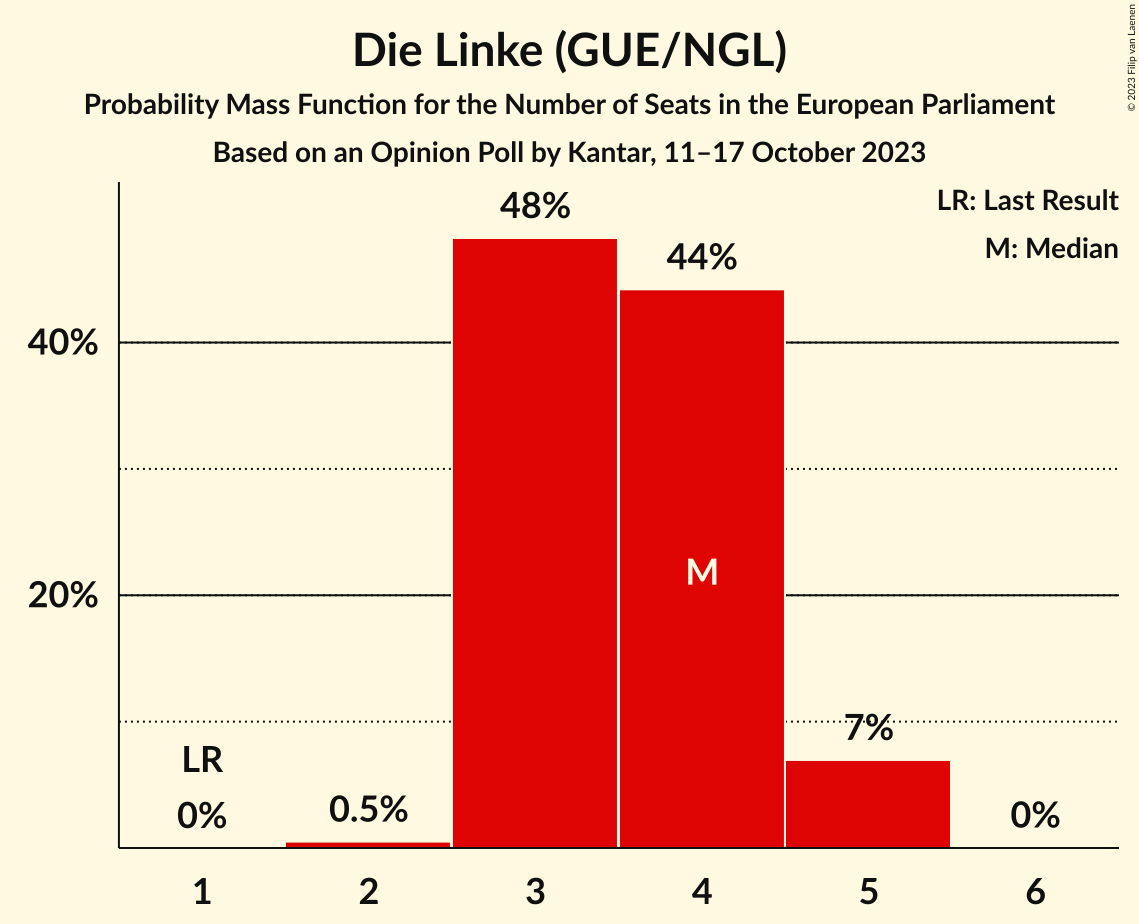 Die Linke (GUE/NGL)
Probability Mass Function for the Number of Seats in the European Parliament
Based on an Opinion Poll by Kantar, 11–17 October 2023
© 2023 Filip van Laenen
LR: Last Result
M: Median
48%
44%
40%
20%
M
7%
LR
0%
0.5%
0%
1
2
3
4
5
6